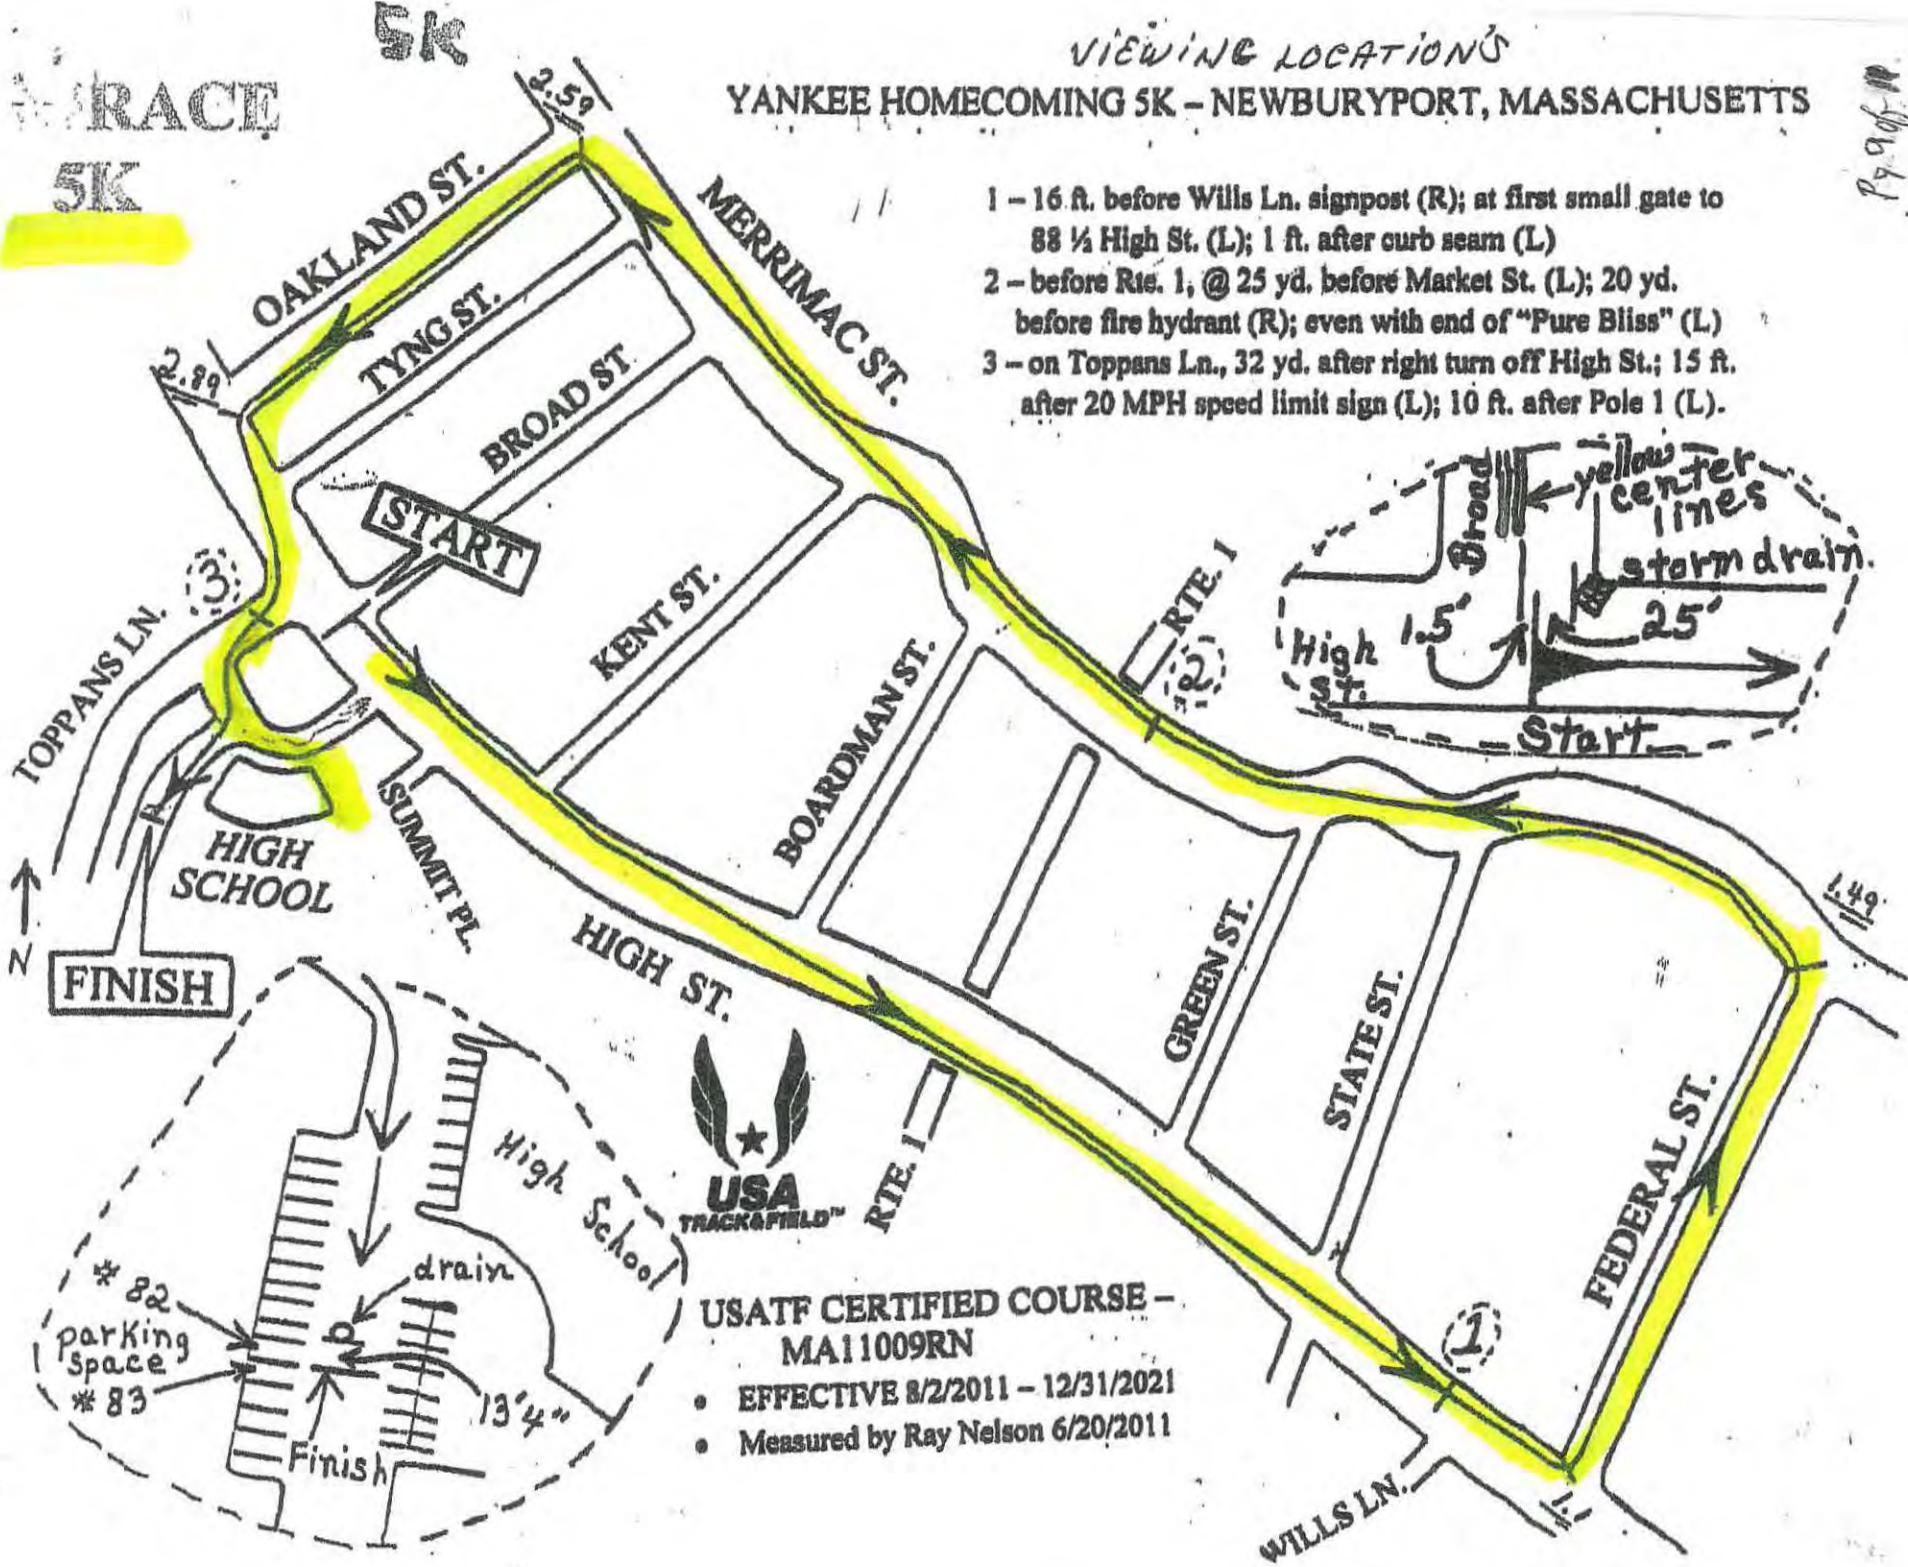 5K
VIEWING LOCATION'S
RACE
5K
YANKEE HOMECOMING 5K – NEWBURYPORT, MASSACHUSETTS
1 – 16 ft. before Wills Ln. signpost (R); at first small gate to
88 ½ High St. (L); 1 ft. after curb seam (L)
2 – before Rte. 1, @ 25 yd. before Market St. (L); 20 yd.
before fire hydrant (R); even with end of “Pure Bliss” (L)
3 – on Toppans Ln., 32 yd. after right turn off High St.; 15 ft.
after 20 MPH speed limit sign (L); 10 ft. after Pole 1 (L).
2.59
OAKLAND ST.
MERRIMAC ST.
TYNG ST.
2.89
BROAD ST.
START
KENT ST.
3
TOPPANS LN.
BOARDMAN ST.
RTE. 1
2
Broad
yellow
center
lines
storm drain.
1.5'
25'
High
St.
Start
HIGH
SCHOOL
SUMMIT PL.
N
FINISH
HIGH ST.
GREEN ST.
STATE ST.
1.49
FEDERAL ST.
RTE. 1
USA
TRACK&FIELD™
High School
drain
# 82
parking
space
# 83
13'4"
Finish
USATF CERTIFIED COURSE –
MA11009RN
• EFFECTIVE 8/2/2011 – 12/31/2021
• Measured by Ray Nelson 6/20/2011
1
WILLS LN.